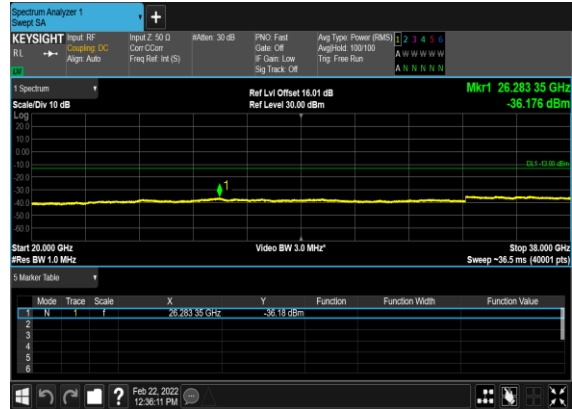 Spectrum Analyzer 1
Swept SA
+
KEYSIGHT Input: RF Input Z: 50 Ω #Atten: 30 dB PNO: Fast Avg Type: Power (RMS) 1 2 3 4 5 6
RL Coupling: DC Corr CCorr Gate: Off Avg|Hold: 100/100 A W W W W W
Align: Auto Freq Ref: Int (S) IF Gain: Low Trig: Free Run
Sig Track: Off A N N N N N
1 Spectrum Ref Lvl Offset 16.01 dB Mkr1 26.283 35 GHz
Scale/Div 10 dB Ref Level 30.00 dBm -36.176 dBm
Log
20.0
10.0
0.00
-10.0 DL1 -13.00 dBm
-20.0
-30.0 1
-40.0
-50.0
-60.0
Start 20.000 GHz Video BW 3.0 MHz* Stop 38.000 GHz
#Res BW 1.0 MHz Sweep ~36.5 ms (40001 pts)
5 Marker Table
Mode Trace Scale X Y Function Function Width Function Value
1 N 1 f 26.283 35 GHz -36.18 dBm
2
3
4
5
6
? Feb 22, 2022
12:36:11 PM